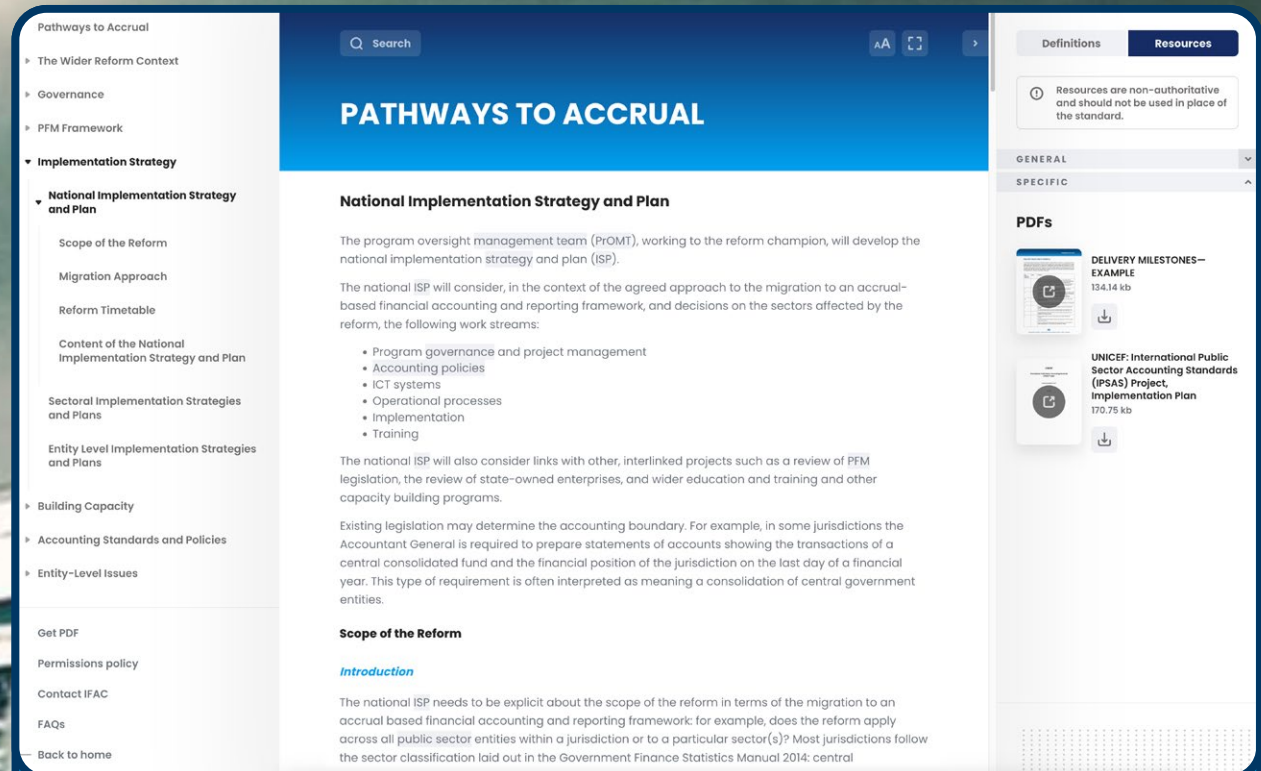 Pathways to Accrual
The Wider Reform Context
Governance
PFM Framework
Implementation Strategy
National Implementation Strategy
and Plan
Scope of the Reform
Migration Approach
Reform Timetable
Content of the National
Implementation Strategy and Plan
Sectoral Implementation Strategies
and Plans
Entity Level Implementation Strategies
and Plans
Building Capacity
Accounting Standards and Policies
Entity-Level Issues
Get PDF
Permissions policy
Contact IFAC
FAQs
Back to home
Search
AA
PATHWAYS TO ACCRUAL
National Implementation Strategy and Plan
The program oversight management team (PrOMT), working to the reform champion, will develop the
national implementation strategy and plan (ISP).
The national ISP will consider, in the context of the agreed approach to the migration to an accrual-
based financial accounting and reporting framework, and decisions on the sectors affected by the
reform, the following work streams:
• Program governance and project management
• Accounting policies
• ICT systems
• Operational processes
• Implementation
• Training
The national ISP will also consider links with other, interlinked projects such as a review of PFM
legislation, the review of state-owned enterprises, and wider education and training and other
capacity building programs.
Existing legislation may determine the accounting boundary. For example, in some jurisdictions the
Accountant General is required to prepare statements of accounts showing the transactions of a
central consolidated fund and the financial position of the jurisdiction on the last day of a financial
year. This type of requirement is often interpreted as meaning a consolidation of central government
entities.
Scope of the Reform
Introduction
The national ISP needs to be explicit about the scope of the reform in terms of the migration to an
accrual based financial accounting and reporting framework: for example, does the reform apply
across all public sector entities within a jurisdiction or to a particular sector(s)? Most jurisdictions follow
the sector classification laid out in the Government Finance Statistics Manual 2014: central
Definitions
Resources
Resources are non-authoritative
and should not be used in place of
the standard.
GENERAL
SPECIFIC
PDFs
DELIVERY MILESTONES—
EXAMPLE
134.14 kb
UNICEF: International Public
Sector Accounting Standards
(IPSAS) Project,
Implementation Plan
170.75 kb